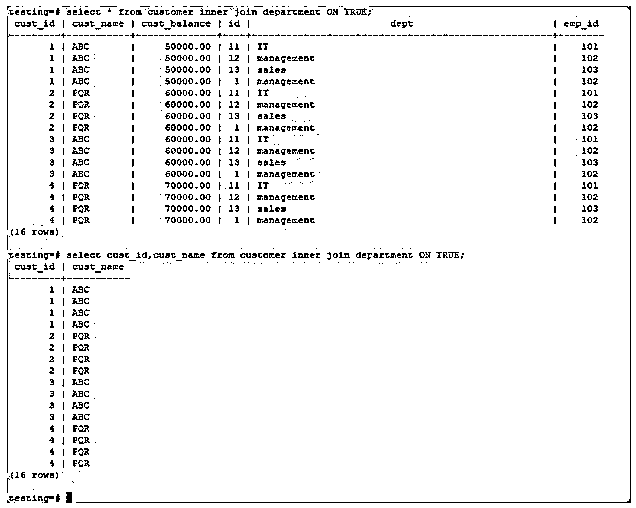 testing=# select * from customer inner join department ON TRUE;
cust_id | cust_name | cust_balance | id | dept | emp_id
1 | ABC | 50000.00 | 11 | IT | 101
1 | ABC | 50000.00 | 12 | management | 102
1 | ABC | 50000.00 | 13 | sales | 103
1 | ABC | 50000.00 | 1 | management | 102
2 | PQR | 60000.00 | 11 | IT | 101
2 | PQR | 60000.00 | 12 | management | 102
2 | PQR | 60000.00 | 13 | sales | 103
2 | PQR | 60000.00 | 1 | management | 102
3 | ABC | 60000.00 | 11 | IT | 101
3 | ABC | 60000.00 | 12 | management | 102
3 | ABC | 60000.00 | 13 | sales | 103
3 | ABC | 60000.00 | 1 | management | 102
4 | PQR | 70000.00 | 11 | IT | 101
4 | PQR | 70000.00 | 12 | management | 102
4 | PQR | 70000.00 | 13 | sales | 103
4 | PQR | 70000.00 | 1 | management | 102
(16 rows)
testing=# select cust_id,cust_name from customer inner join department ON TRUE;
cust_id | cust_name
1 | ABC
1 | ABC
1 | ABC
1 | ABC
2 | PQR
2 | PQR
2 | PQR
2 | PQR
3 | ABC
3 | ABC
3 | ABC
3 | ABC
4 | PQR
4 | PQR
4 | PQR
4 | PQR
(16 rows)
testing=#